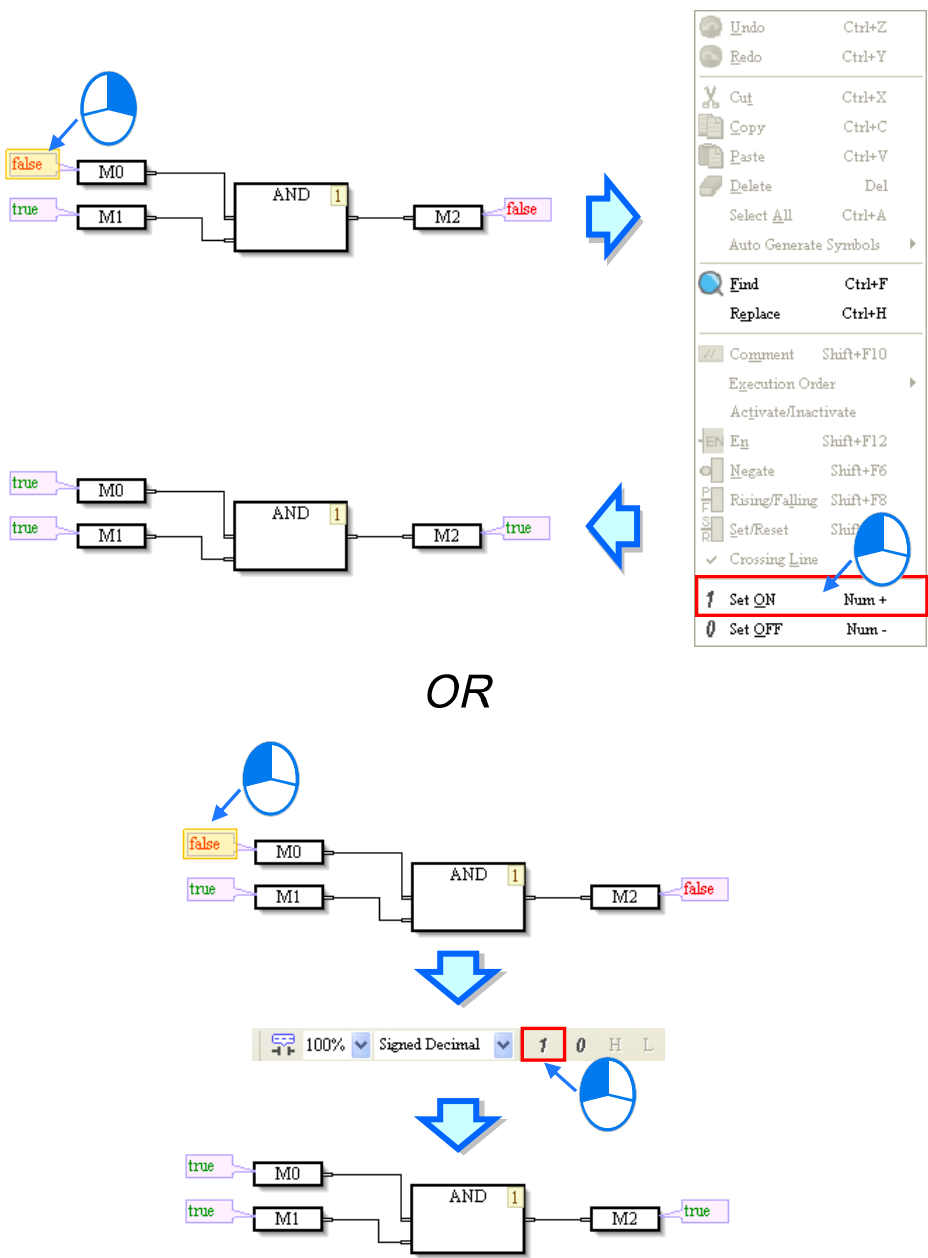 false
M0
true
M1
AND 1
M2
false
Undo Ctrl+Z
Redo Ctrl+Y
Cut Ctrl+X
Copy Ctrl+C
Paste Ctrl+V
Delete Del
Select All Ctrl+A
Auto Generate Symbols
Find Ctrl+F
Replace Ctrl+H
// Comment Shift+F10
Execution Order
Activate/Inactivate
EN En Shift+F12
Negate Shift+F6
P F Rising/Falling Shift+F8
S R Set/Reset
Crossing Line
1 Set ON Num +
0 Set OFF Num -
true
M0
true
M1
AND 1
M2
true
OR
false
M0
true
M1
AND 1
M2
false
100% Signed Decimal 1 0 H L
true
M0
true
M1
AND 1
M2
true